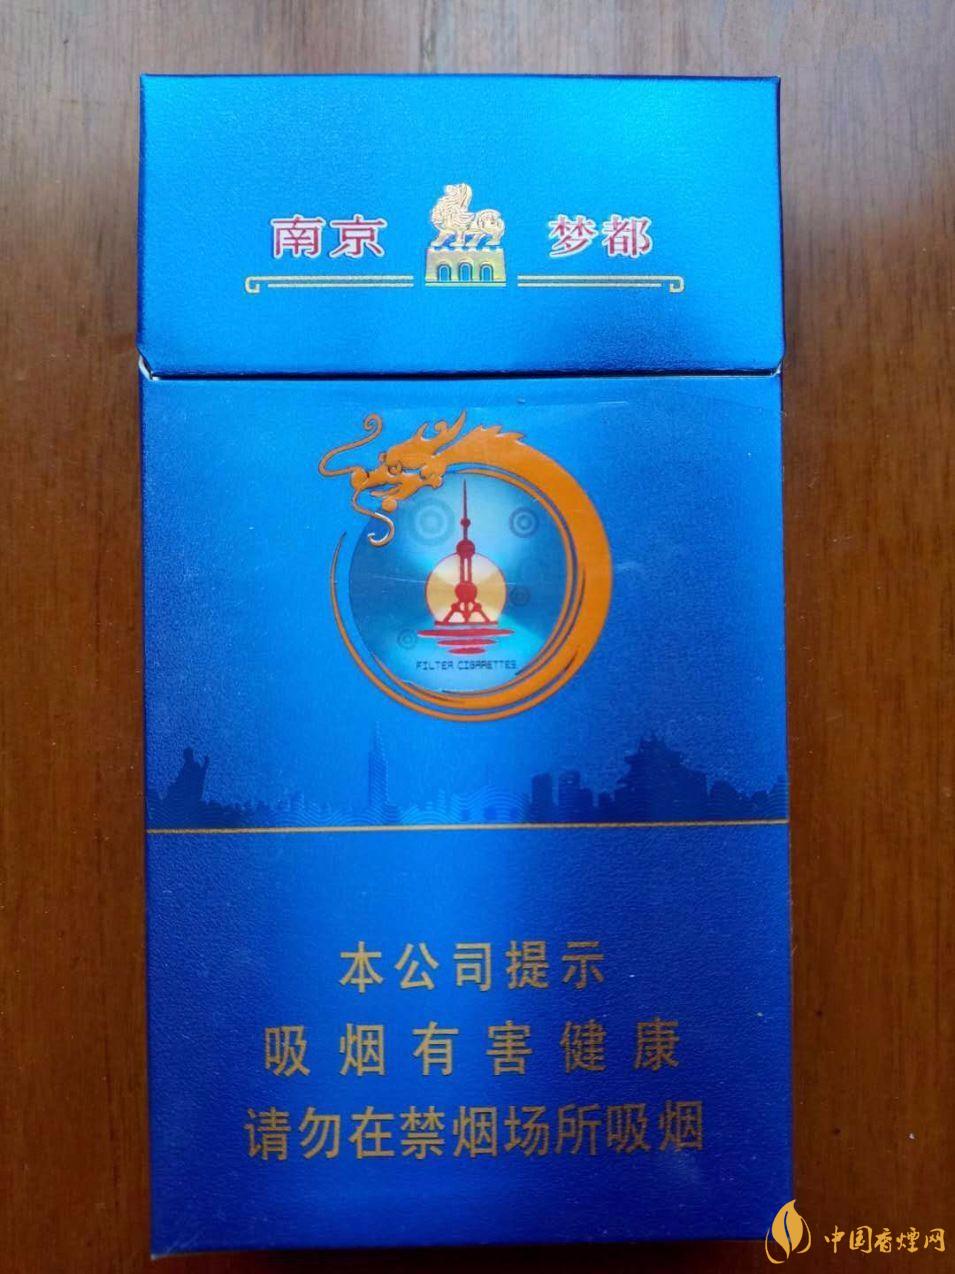 南京 梦都
FILTER CIGARETTES
本公司提示
吸烟有害健康
请勿在禁烟场所吸烟
中国香烟网